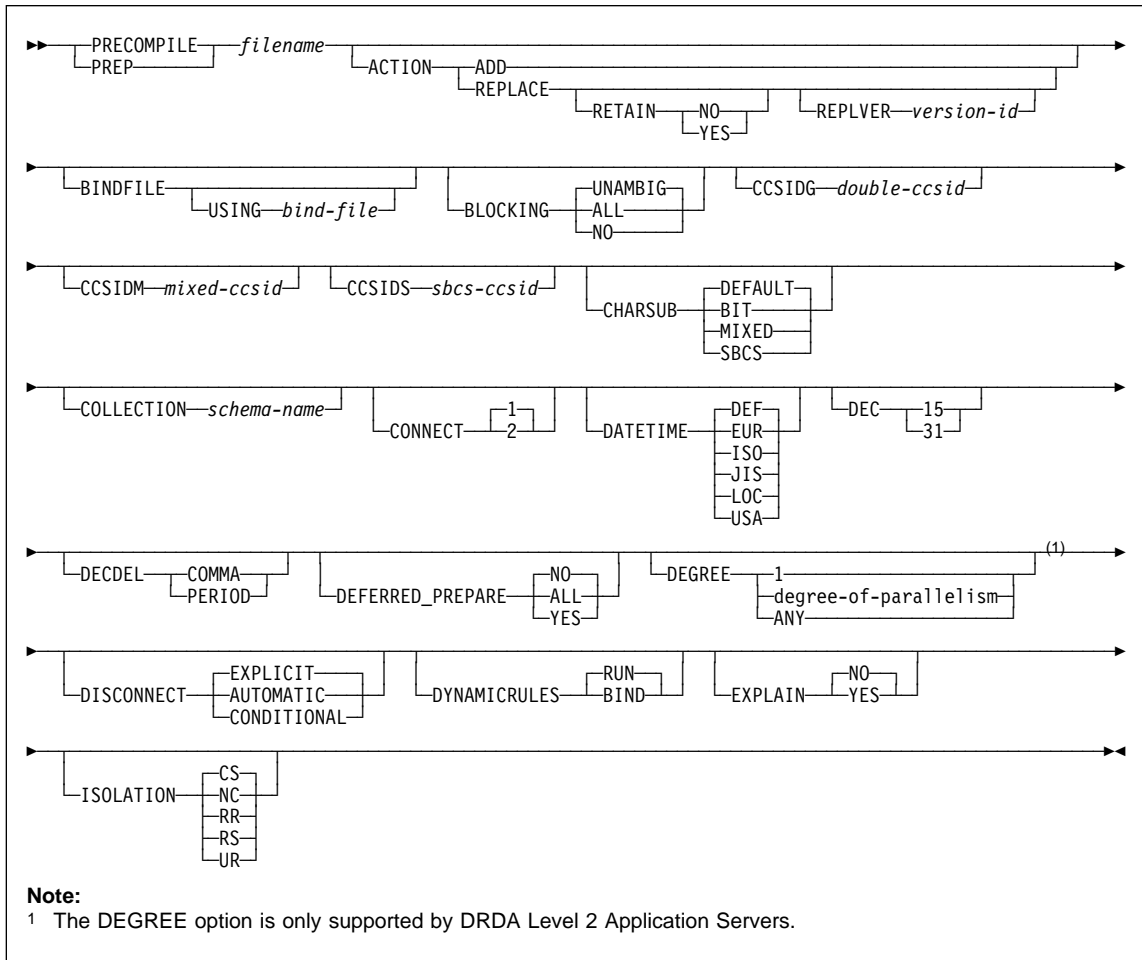 PRECOMPILE filename
PREP ACTION ADD
REPLACE
RETAIN NO REPLVER version-id
YES
BINDFILE UNAMBIG CCSIDG double-ccsid
USING bind-file BLOCKING ALL
NO
CCSIDM mixed-ccsid CCSIDS sbcs-ccsid DEFAULT
CHARSUB BIT
MIXED
SBCS
COLLECTION schema-name 1 DEF DEC 15
CONNECT 2 DATETIME EUR 31
ISO
JIS
LOC
USA
(1)
DECDEL COMMA NO DEGREE 1
PERIOD DEFERRED_PREPARE ALL degree-of-parallelism
YES ANY
EXPLICIT RUN NO
DISCONNECT AUTOMATIC DYNAMICRULES BIND EXPLAIN YES
CONDITIONAL
CS
ISOLATION NC
RR
RS
UR
Note:
1 The DEGREE option is only supported by DRDA Level 2 Application Servers.